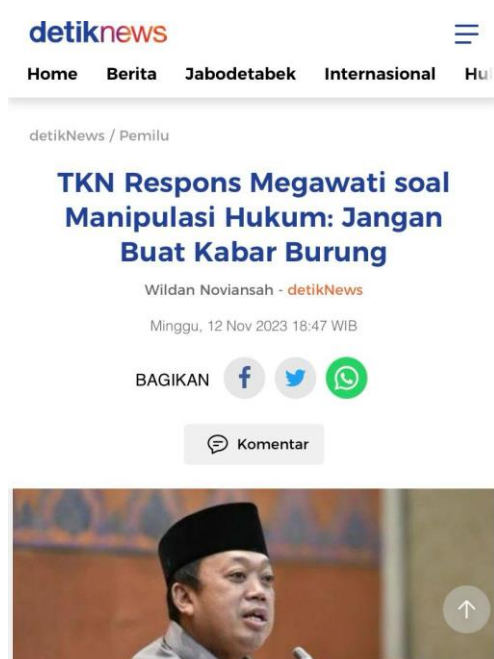 detiknews
Home Berita Jabodetabek Internasional
detikNews / Pemilu
TKN Respons Megawati soal
Manipulasi Hukum: Jangan
Buat Kabar Burung
Wildan Noviansah - detikNews
Minggu, 12 Nov 2023 18:47 WIB
BAGIKAN
Komentar